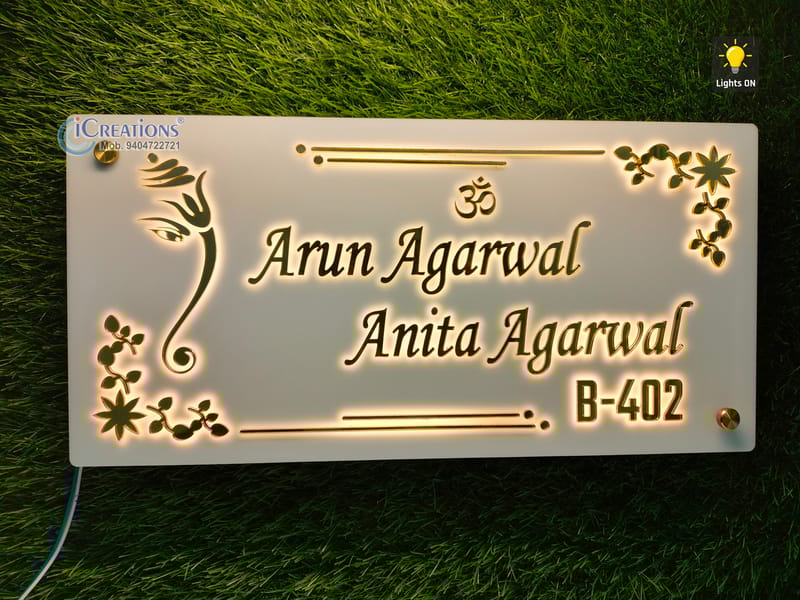 iCREATIONS®
Mob. 9404722721
Lights ON
ॐ
Arun Agarwal
Anita Agarwal
B-402